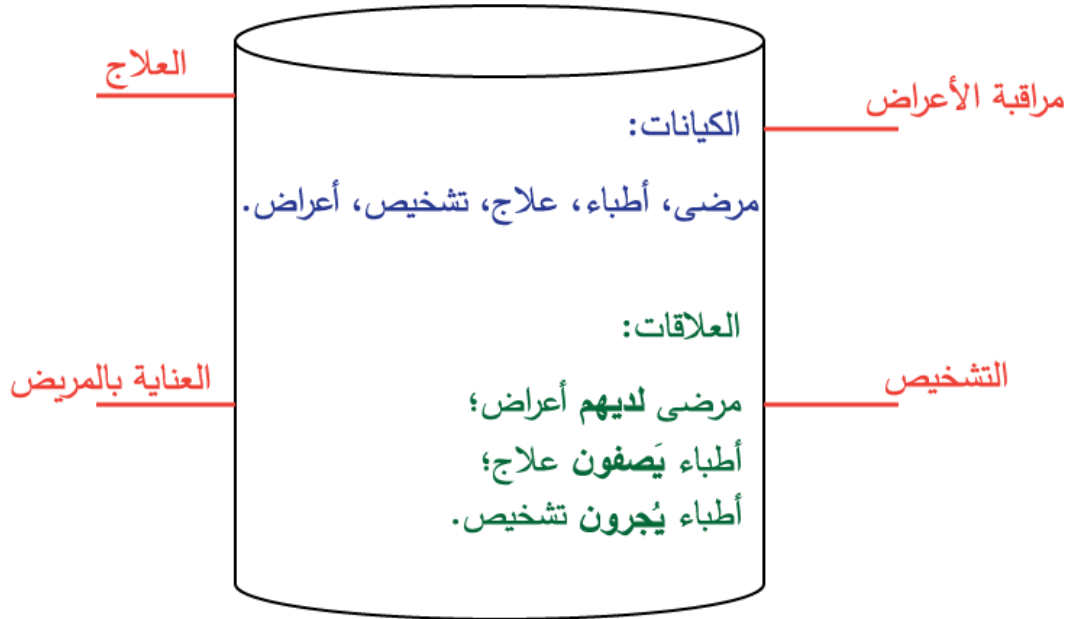 العلاج
مراقبة الأعراض
الكيانات:
مرضى، أطباء، علاج، تشخيص، أعراض.
العلاقات:
العناية بالمريض
التشخيص
مرضى لديهم أعراض؛
أطباء يَصفون علاج؛
أطباء يُجرون تشخيص.